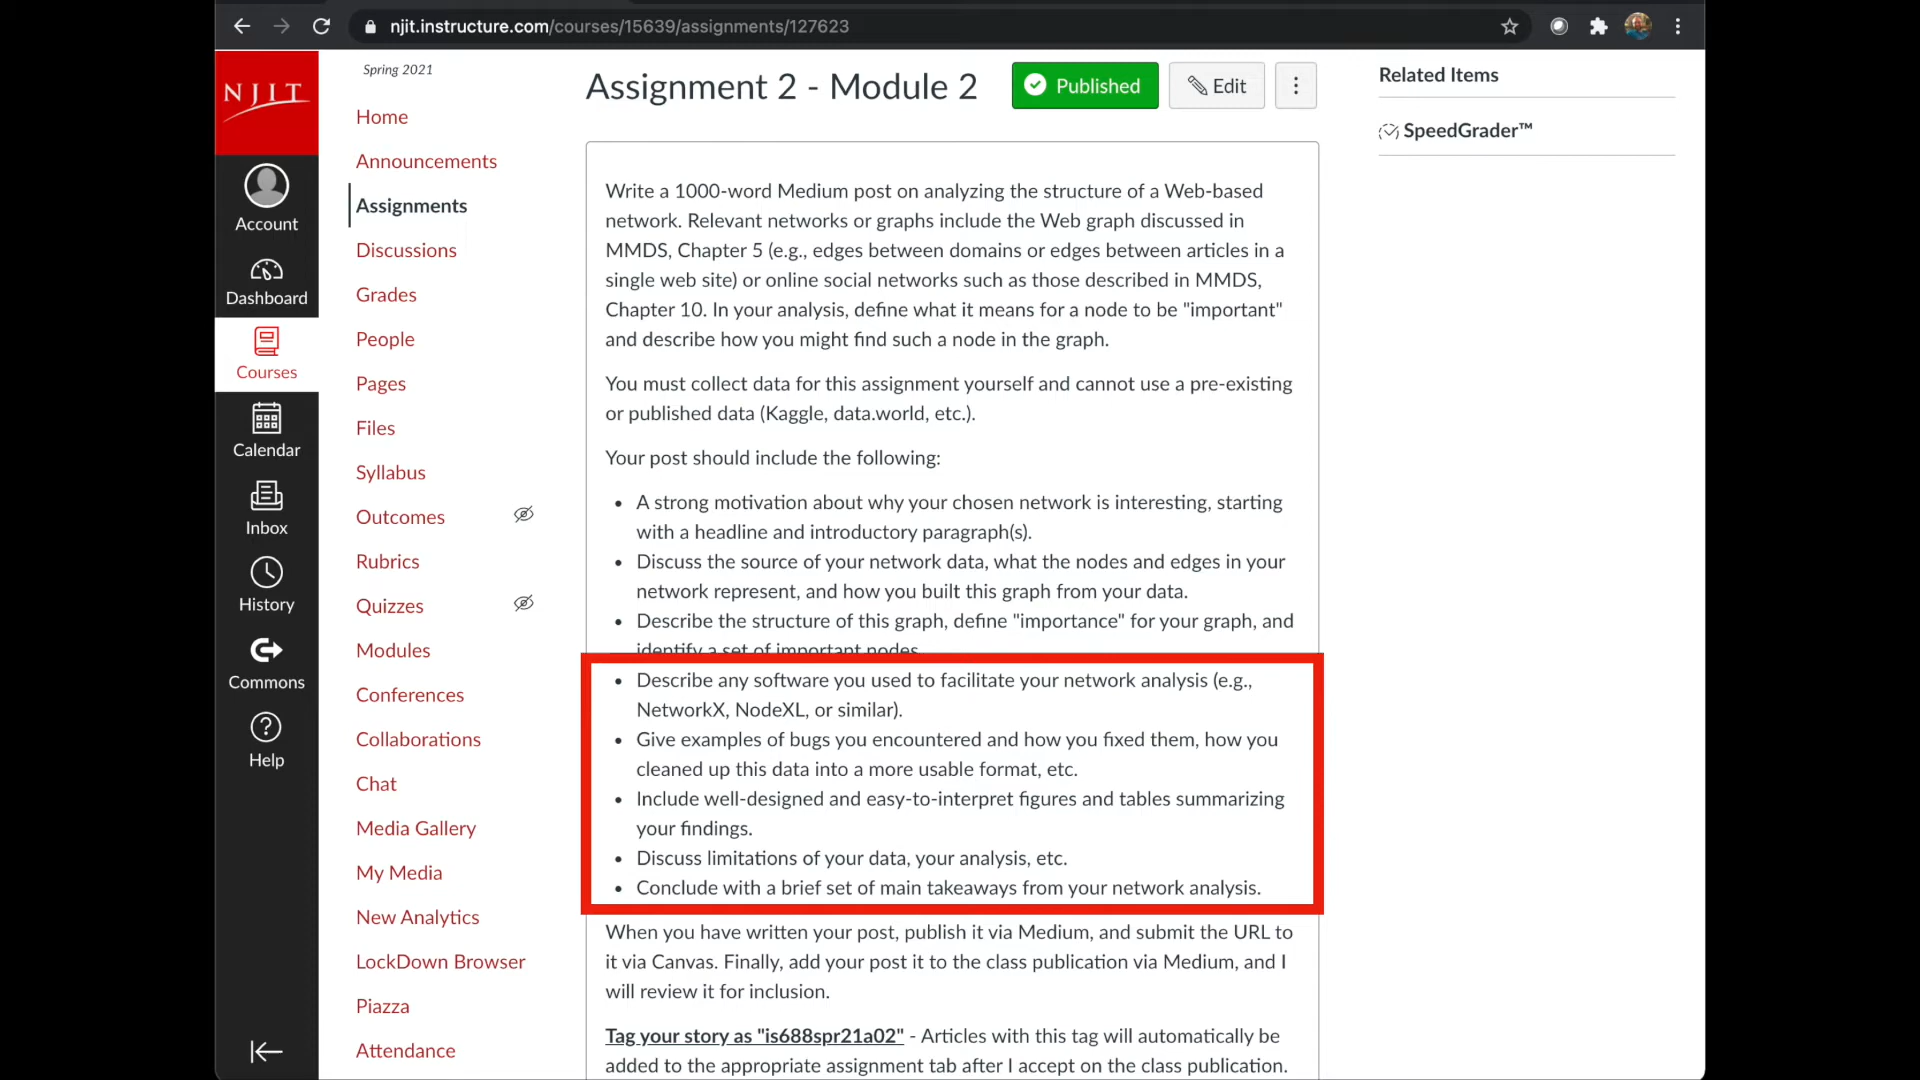 njit.instructure.com/courses/15639/assignments/127623
NJIT
Account
Dashboard
Courses
Calendar
Inbox
History
Commons
Help
Spring 2021
Home
Announcements
Assignments
Discussions
Grades
People
Pages
Files
Syllabus
Outcomes
Rubrics
Quizzes
Modules
Conferences
Collaborations
Chat
Media Gallery
My Media
New Analytics
LockDown Browser
Piazza
Attendance
Assignment 2 - Module 2
Published
Edit
Write a 1000-word Medium post on analyzing the structure of a Web-based
network. Relevant networks or graphs include the Web graph discussed in
MMDS, Chapter 5 (e.g., edges between domains or edges between articles in a
single web site) or online social networks such as those described in MMDS,
Chapter 10. In your analysis, define what it means for a node to be "important"
and describe how you might find such a node in the graph.
You must collect data for this assignment yourself and cannot use a pre-existing
or published data (Kaggle, data.world, etc.).
Your post should include the following:
• A strong motivation about why your chosen network is interesting, starting
with a headline and introductory paragraph(s).
• Discuss the source of your network data, what the nodes and edges in your
network represent, and how you built this graph from your data.
• Describe the structure of this graph, define "importance" for your graph, and
identify a set of important nodes.
• Describe any software you used to facilitate your network analysis (e.g.,
NetworkX, NodeXL, or similar).
• Give examples of bugs you encountered and how you fixed them, how you
cleaned up this data into a more usable format, etc.
• Include well-designed and easy-to-interpret figures and tables summarizing
your findings.
• Discuss limitations of your data, your analysis, etc.
• Conclude with a brief set of main takeaways from your network analysis.
When you have written your post, publish it via Medium, and submit the URL to
it via Canvas. Finally, add your post it to the class publication via Medium, and I
will review it for inclusion.
Tag your story as "is688spr21a02" - Articles with this tag will automatically be
added to the appropriate assignment tab after I accept on the class publication.
Related Items
SpeedGrader™